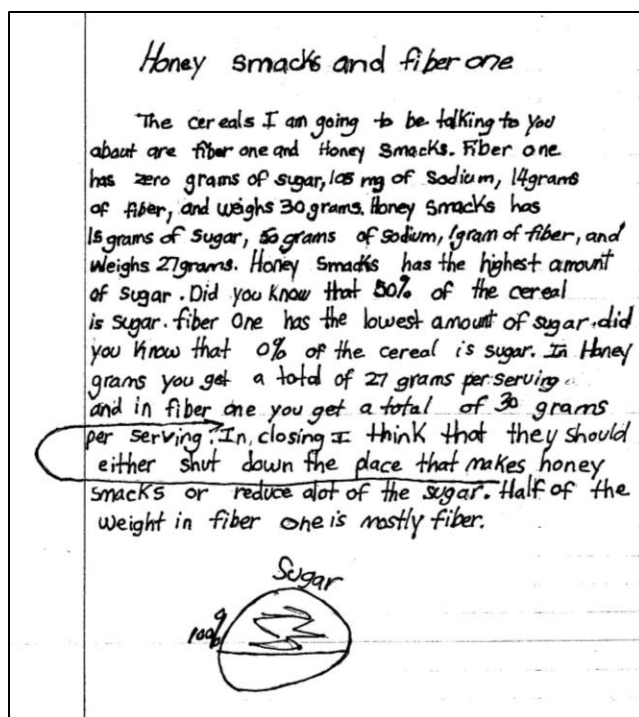 Honey smacks and fiber one
The cereals I am going to be talking to you
about are fiber one and Honey Smacks. Fiber one
has zero grams of sugar, 105 mg of Sodium, 14grams
of fiber, and weighs 30 grams. Honey Smacks has
15 grams of Sugar, 50 grams of sodium, 1gram of fiber, and
weighs 27grams. Honey Smacks has the highest amount
of sugar. Did you Know that 50% of the cereal
is sugar. fiber One has the lowest amount of sugar. did
you Know that 0% of the cereal is sugar. In Honey
grams you get a total of 27 grams per serving
and in fiber one you get a total of 30 grams
per serving. In, closing I think that they should
either shut down the place that makes honey
smacks or reduce alot of the sugar. Half of the
weight in fiber one is mostly fiber.
Sugar
100%